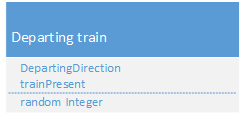 Departing train
DepartingDirection
trainPresent
random Integer